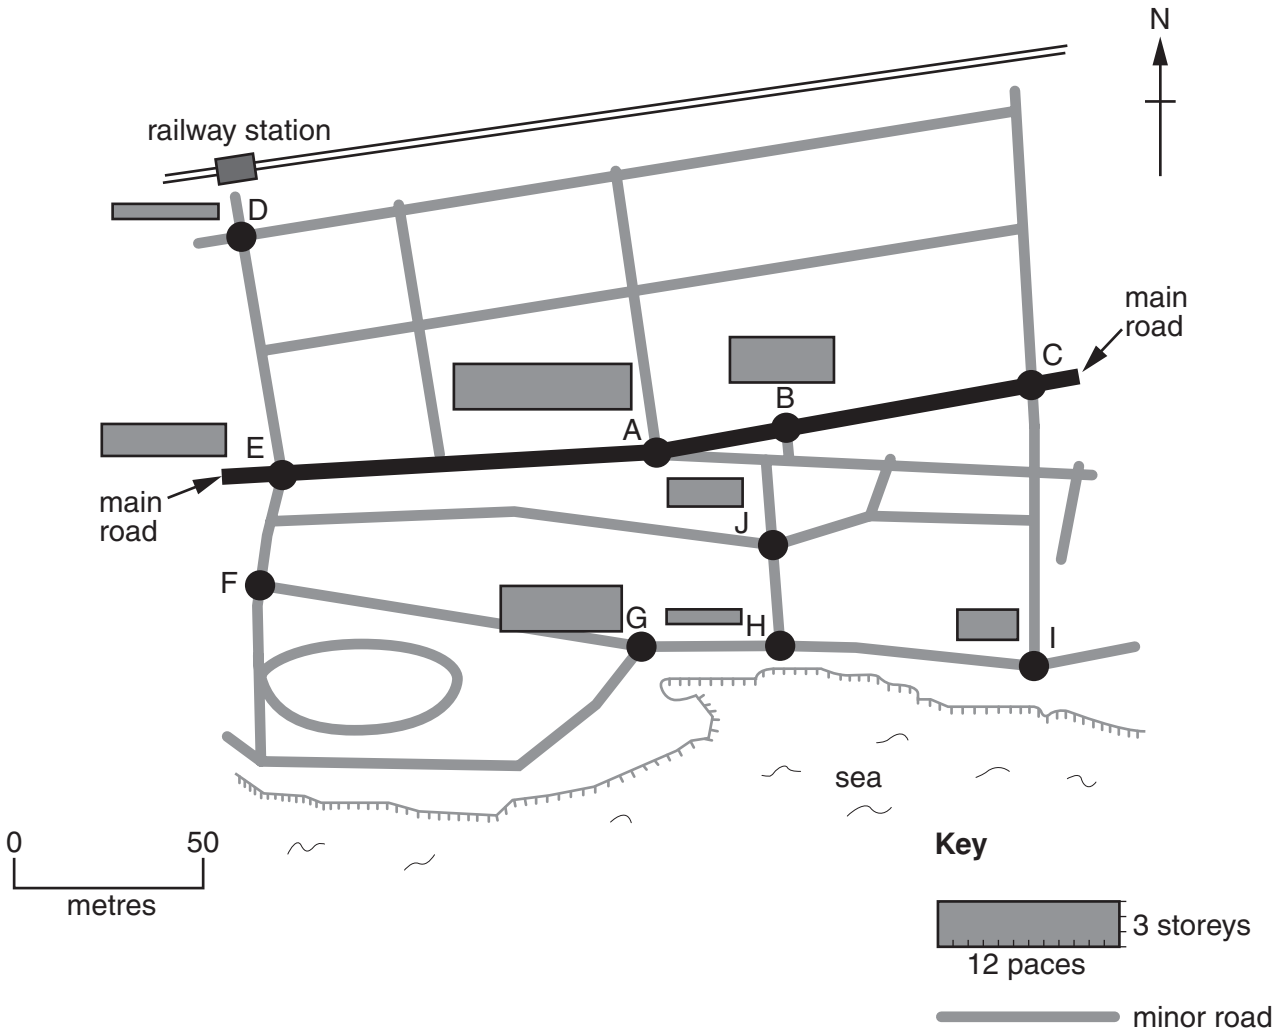 N
railway station
D
main
road
C
B
A
E
main
road
J
F
G
H
I
sea
0 50
metres
Key
3 storeys
12 paces
minor road